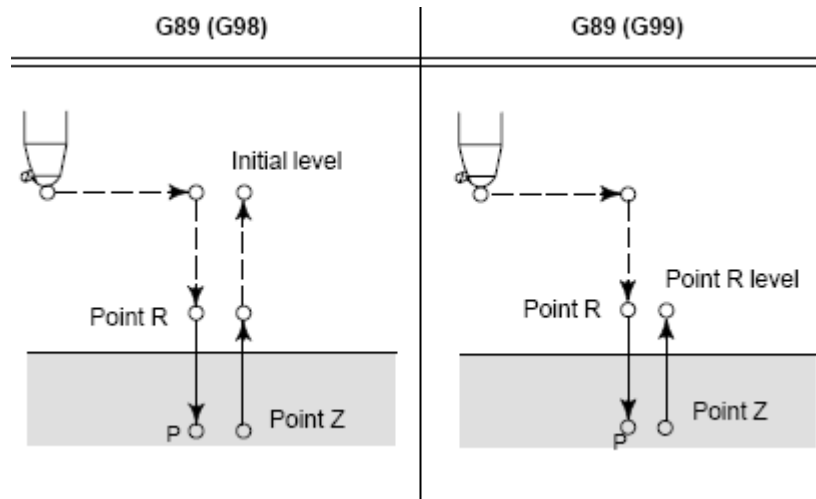 G89 (G98)
G89 (G99)
Initial level
Point R
P
Point Z
Point R level
Point R
P
Point Z